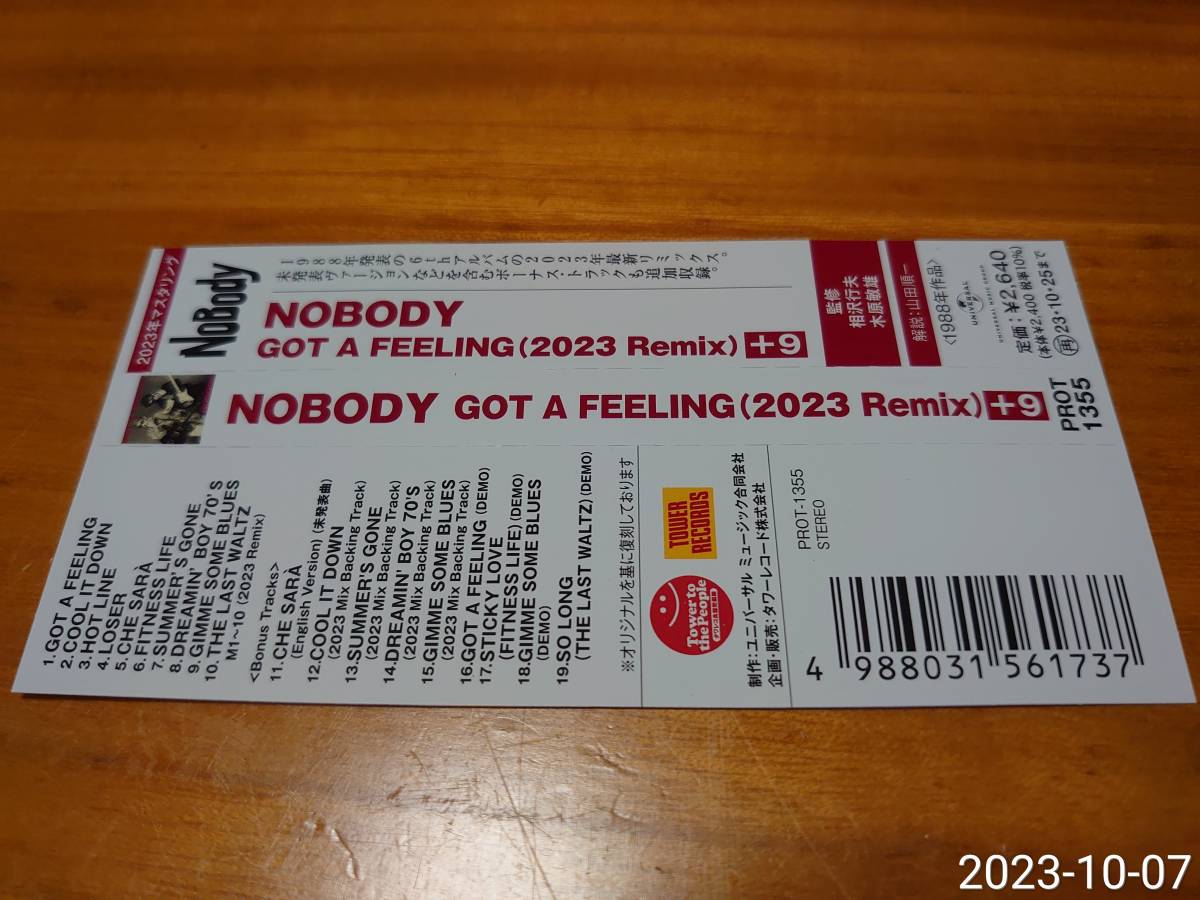 2023年マスタリング
NoBody
1988年発表の6thアルバムの2023年最新リミックス。
未発表ヴァージョンなどを含むボーナス・トラックも追加収録。
NOBODY
GOT A FEELING(2023 Remix) +9
監修
相沢行夫
木原敏雄
解説:山田順一
〈1988年作品〉
UNIVERSAL
UNIVERSAL MUSIC GROUP
定価:¥2,640
(本体¥2,400 税率10%)
再 2023・10・25まで
NOBODY GOT A FEELING(2023 Remix) +9
PROT
1355
1.GOT A FEELING
2.COOL IT DOWN
3.HOT LINE
4.LOSER
5.CHE SARÀ
6.FITNESS LIFE
7.SUMMER'S GONE
8.DREAMIN' BOY 70'S
9.GIMME SOME BLUES
10.THE LAST WALTZ
M1~10 (2023 Remix)
<Bonus Tracks>
11.CHE SARÀ
(English Version) (未発表曲)
12.COOL IT DOWN
(2023 Mix Backing Track)
13.SUMMER'S GONE
(2023 Mix Backing Track)
14.DREAMIN' BOY 70'S
(2023 Mix Backing Track)
15.GIMME SOME BLUES
(2023 Mix Backing Track)
16.GOT A FEELING (DEMO)
17.STICKY LOVE
(FITNESS LIFE) (DEMO)
18.GIMME SOME BLUES
(DEMO)
19.SO LONG
(THE LAST WALTZ) (DEMO)
※オリジナルを基に復刻しております
TOWER
RECORDS
Tower to
the People
制作:ユニバーサル ミュージック合同会社
企画・販売:タワーレコード株式会社
PROT-1355
STEREO
4 988031 561737
2023-10-07